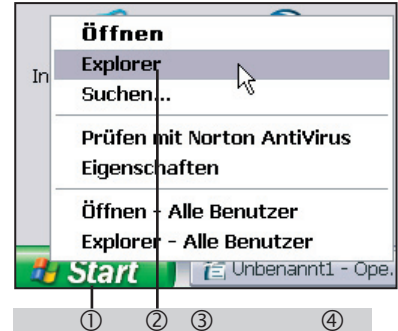 Öffnen
Explorer
In
Suchen...
Prüfen mit Norton AntiVirus
Eigenschaften
Öffnen - Alle Benutzer
Explorer - Alle Benutzer
Start Unbenannt1 - Ope.
① ② ③ ④